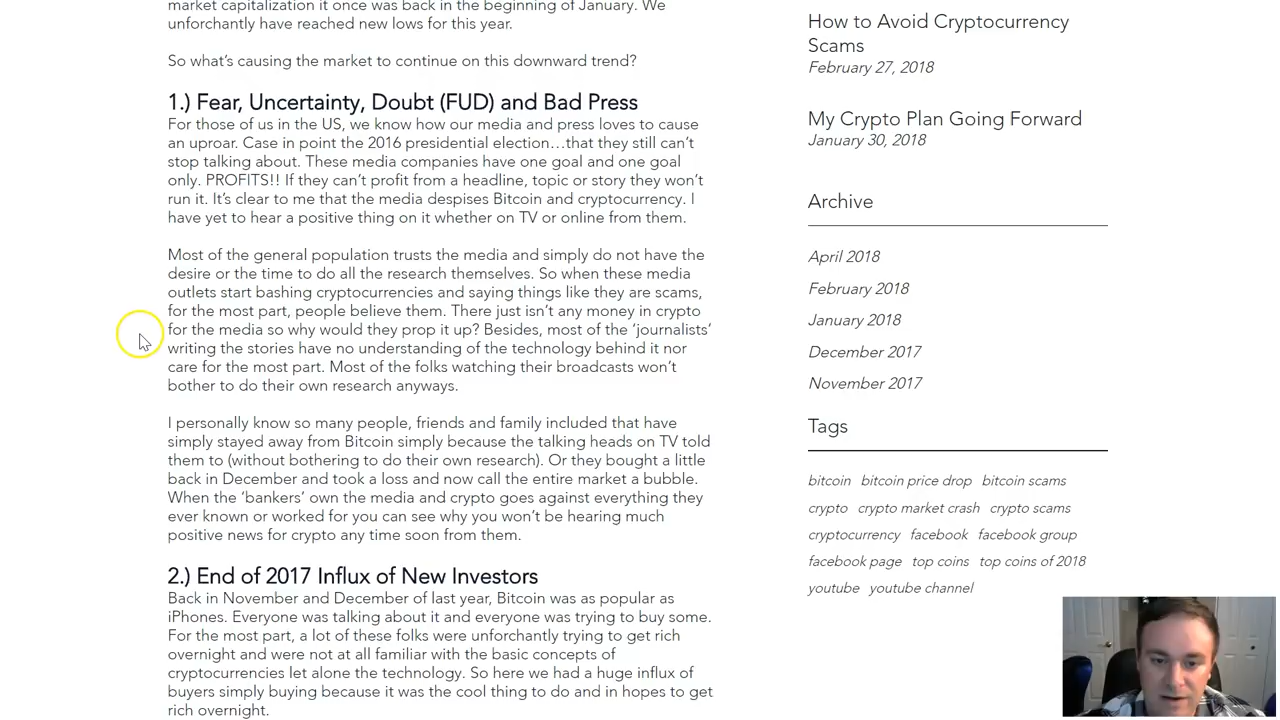 market capitalization it once was back in the beginning of January. We
unforchantly have reached new lows for this year.
So what's causing the market to continue on this downward trend?
1.) Fear, Uncertainty, Doubt (FUD) and Bad Press
For those of us in the US, we know how our media and press loves to cause
an uproar. Case in point the 2016 presidential election…that they still can't
stop talking about. These media companies have one goal and one goal
only. PROFITS!! If they can't profit from a headline, topic or story they won't
run it. It's clear to me that the media despises Bitcoin and cryptocurrency. I
have yet to hear a positive thing on it whether on TV or online from them.
Most of the general population trusts the media and simply do not have the
desire or the time to do all the research themselves. So when these media
outlets start bashing cryptocurrencies and saying things like they are scams,
for the most part, people believe them. There just isn't any money in crypto
for the media so why would they prop it up? Besides, most of the 'journalists'
writing the stories have no understanding of the technology behind it nor
care for the most part. Most of the folks watching their broadcasts won't
bother to do their own research anyways.
I personally know so many people, friends and family included that have
simply stayed away from Bitcoin simply because the talking heads on TV told
them to (without bothering to do their own research). Or they bought a little
back in December and took a loss and now call the entire market a bubble.
When the 'bankers' own the media and crypto goes against everything they
ever known or worked for you can see why you won't be hearing much
positive news for crypto any time soon from them.
2.) End of 2017 Influx of New Investors
Back in November and December of last year, Bitcoin was as popular as
iPhones. Everyone was talking about it and everyone was trying to buy some.
For the most part, a lot of these folks were unforchantly trying to get rich
overnight and were not at all familiar with the basic concepts of
cryptocurrencies let alone the technology. So here we had a huge influx of
buyers simply buying because it was the cool thing to do and in hopes to get
rich overnight.
How to Avoid Cryptocurrency
Scams
February 27, 2018
My Crypto Plan Going Forward
January 30, 2018
Archive
April 2018
February 2018
January 2018
December 2017
November 2017
Tags
bitcoin bitcoin price drop bitcoin scams
crypto crypto market crash crypto scams
cryptocurrency facebook facebook group
facebook page top coins top coins of 2018
youtube youtube channel